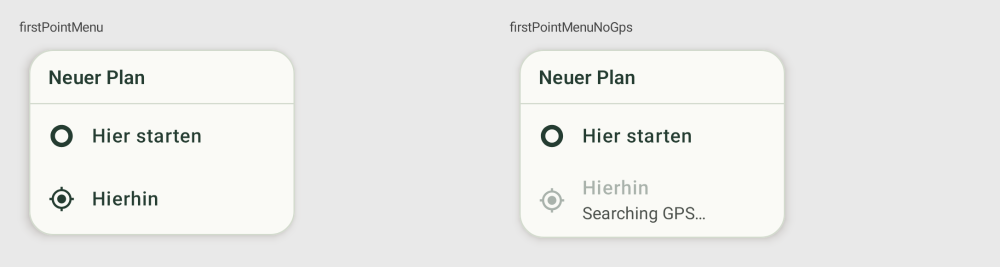 firstPointMenu
Neuer Plan
Hier starten
Hierhin
firstPointMenuNoGps
Neuer Plan
Hier starten
Hierhin
Searching GPS…